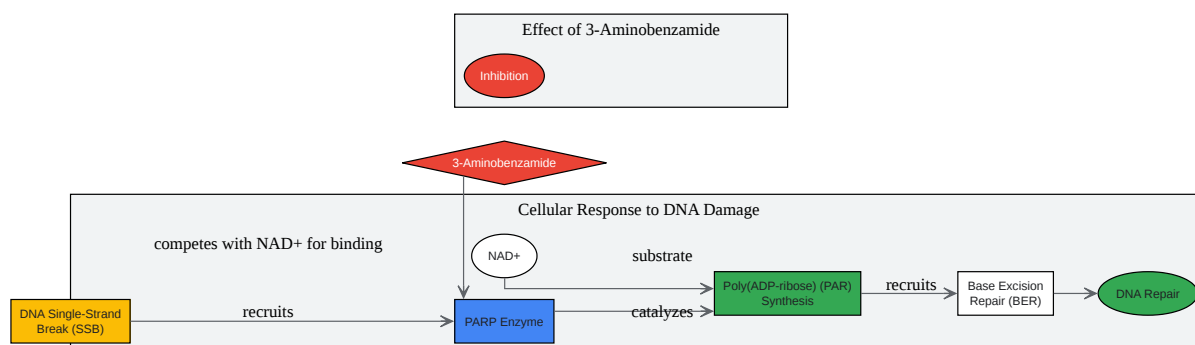 Effect of 3-Aminobenzamide
Inhibition
3-Aminobenzamide
Cellular Response to DNA Damage
competes with NAD+ for binding
NAD+
substrate
Poly(ADP-ribose) (PAR)
Synthesis
recruits
Base Excision
Repair (BER)
DNA Repair
DNA Single-Strand
Break (SSB)
recruits
PARP Enzyme
catalyzes